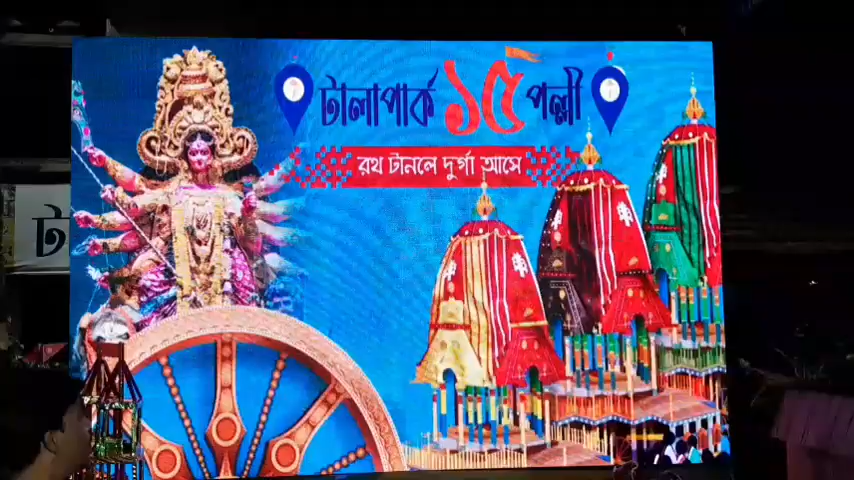 টালাপার্ক ১৫ পল্লী
রথ টানলে দুর্গা আসে
টা